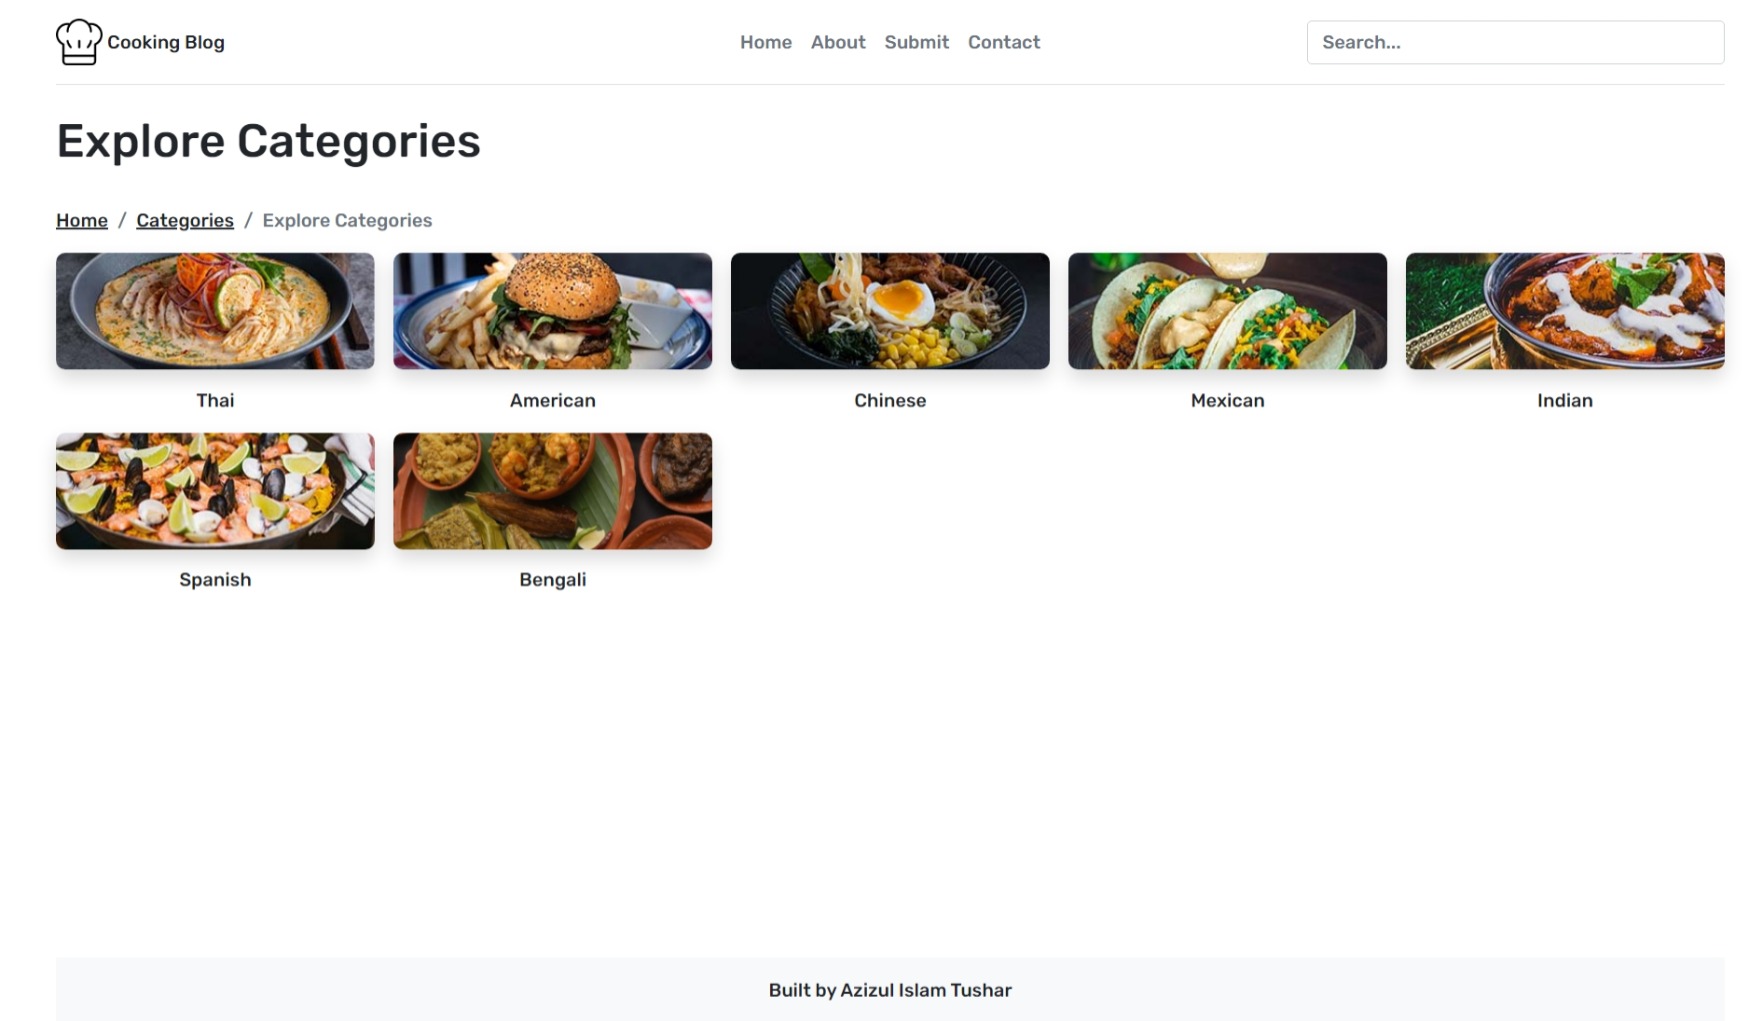 Cooking Blog
Home About Submit Contact
Search...
Explore Categories
Home / Categories / Explore Categories
Thai
American
Chinese
Mexican
Indian
Spanish
Bengali
Built by Azizul Islam Tushar